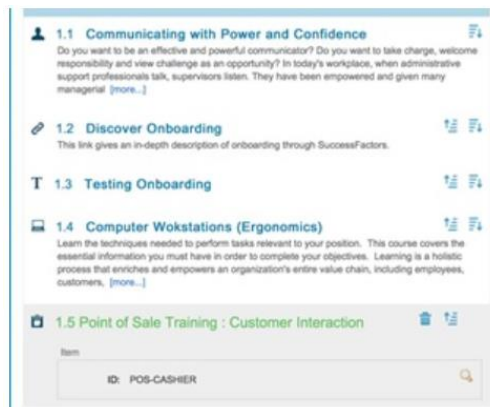 1.1 Communicating with Power and Confidence
Do you want to be an effective and powerful communicator? Do you want to take charge, welcome
responsibility and view challenge as an opportunity? In today's workplace, when administrative
support professionals talk, supervisors listen. They have been empowered and given many
managerial [more...]
1.2 Discover Onboarding
This link gives an in-depth description of onboarding through SuccessFactors.
T 1.3 Testing Onboarding
1.4 Computer Wokstations (Ergonomics)
Learn the techniques needed to perform tasks relevant to your position. This course covers the
essential information you must have in order to complete your objectives. Learning is a holistic
process that enriches and empowers an organization's entire value chain, including employees,
customers, [more...]
1.5 Point of Sale Training : Customer Interaction
Item
ID: POS-CASHIER